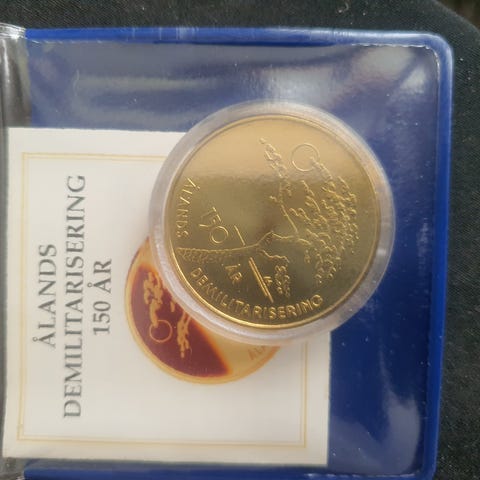 ÅLANDS
DEMILITARISERING
150 ÅR
ÅLANDS
150
ÅR
DEMILITARISERING